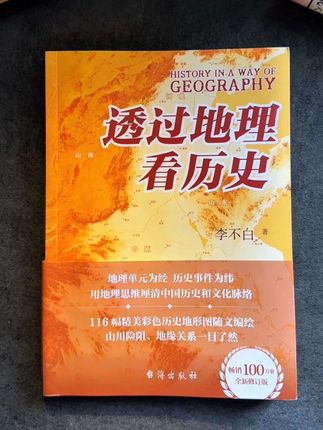 HISTORY IN A WAY OF
GEOGRAPHY
透过地理
看历史
山西
李不白 著
地理单元为经 历史事件为纬
用地理思维厘清中国历史和文化脉络
116幅精美彩色历史地形图随文编绘
山川险阻、地缘关系一目了然
畅销100万册
全新修订版
台海出版社